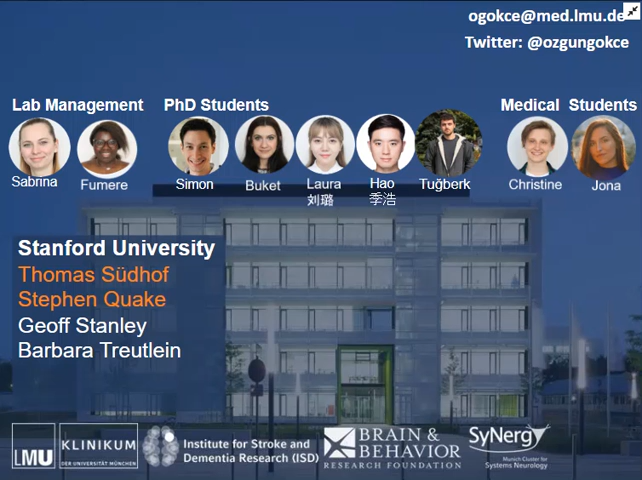 ogokce@med.lmu.de
Twitter: @ozgungokce
Lab Management PhD Students Medical Students
Sabrina Fumere Simon Buket Laura Hao Tuğberk Christine Jona
刘璐 季浩
Stanford University
Thomas Südhof
Stephen Quake
Geoff Stanley
Barbara Treutlein
LMU KLINIKUM
DER UNIVERSITÄT MÜNCHEN
Institute for Stroke and
Dementia Research (ISD)
BRAIN &
BEHAVIOR
RESEARCH FOUNDATION
SyNergy
Munich Cluster for
Systems Neurology